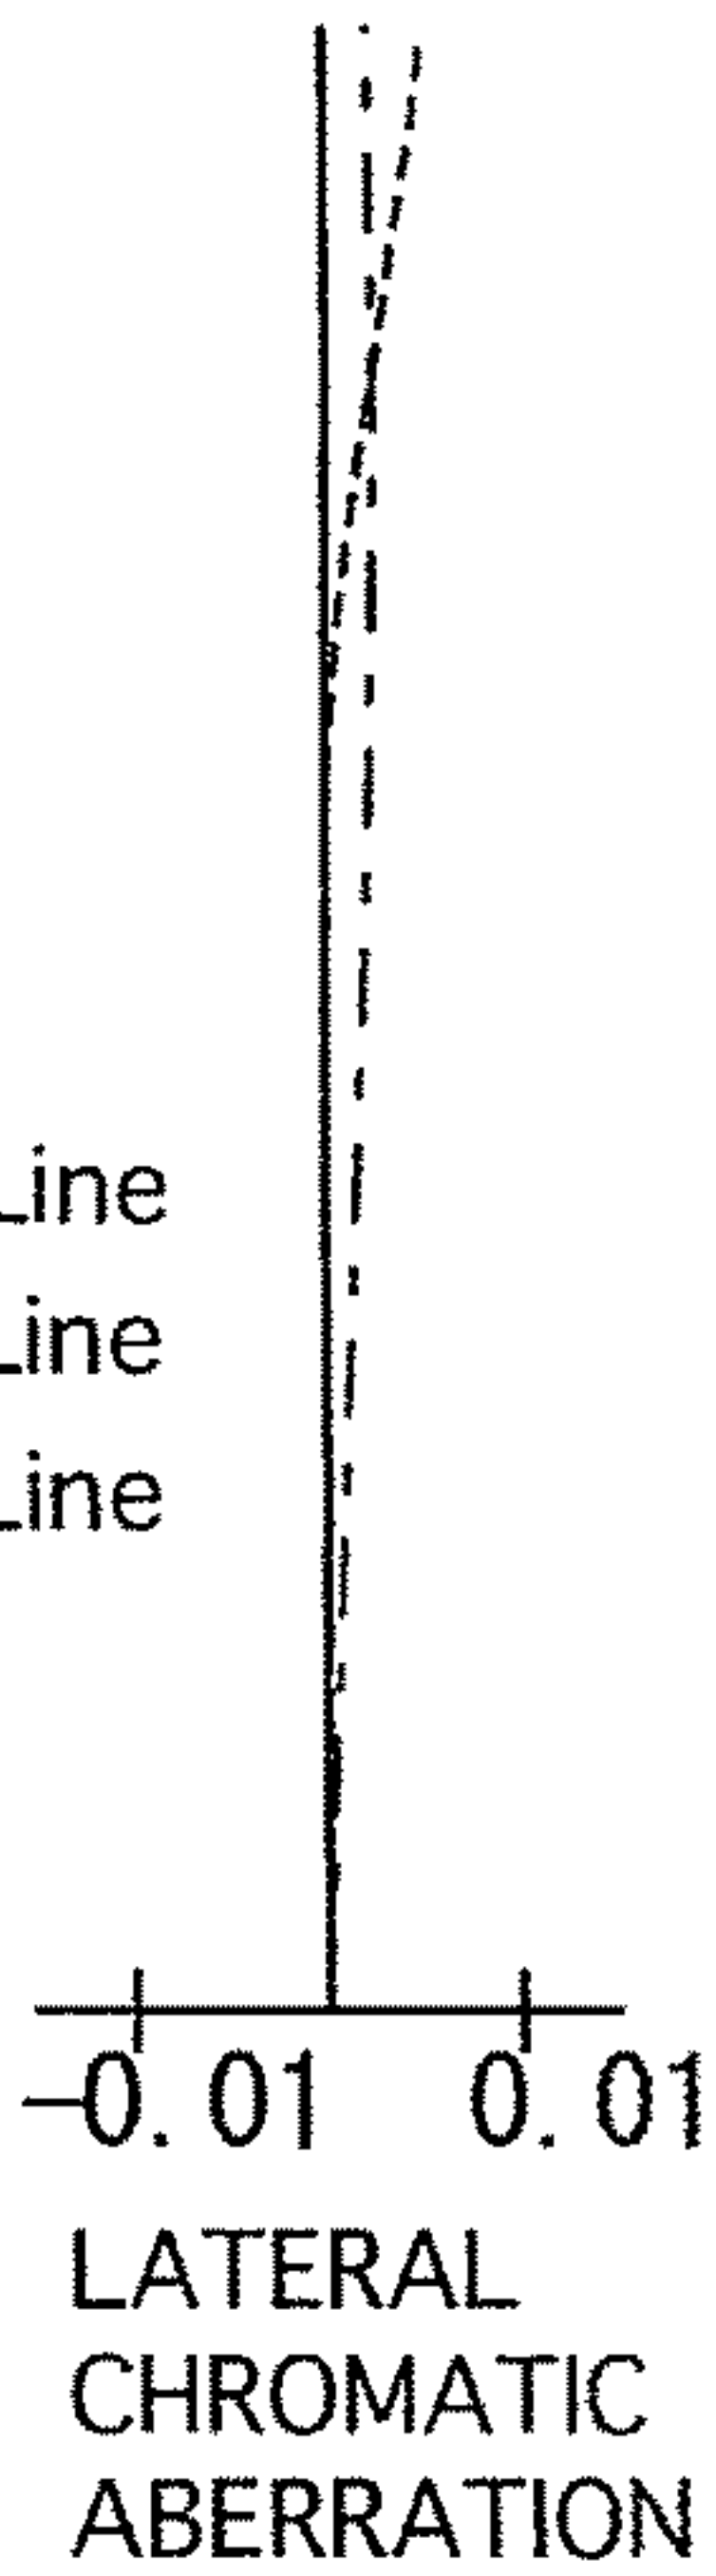 Line
Line
Line
-0.01 0.01
LATERAL
CHROMATIC
ABERRATION